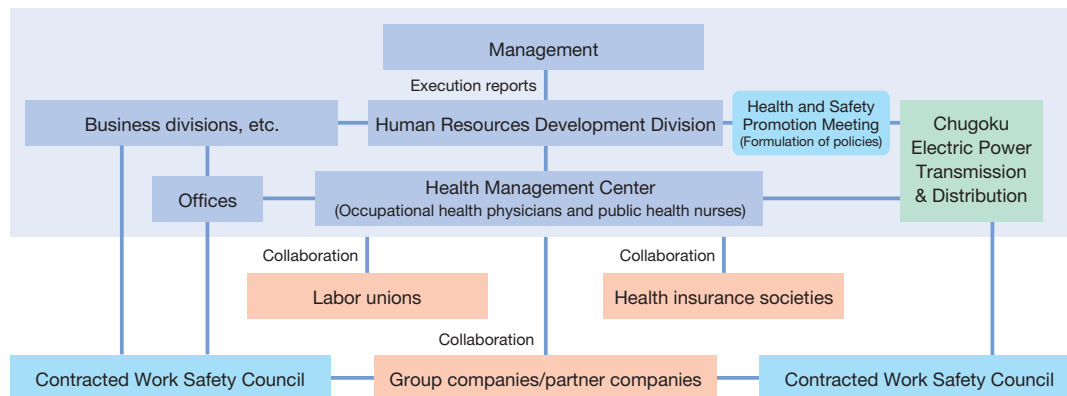 Management
Execution reports
Business divisions, etc.
Human Resources Development Division
Health and Safety
Promotion Meeting
(Formulation of policies)
Chugoku
Electric Power
Transmission
& Distribution
Offices
Health Management Center
(Occupational health physicians and public health nurses)
Collaboration
Collaboration
Labor unions
Health insurance societies
Collaboration
Contracted Work Safety Council
Group companies/partner companies
Contracted Work Safety Council